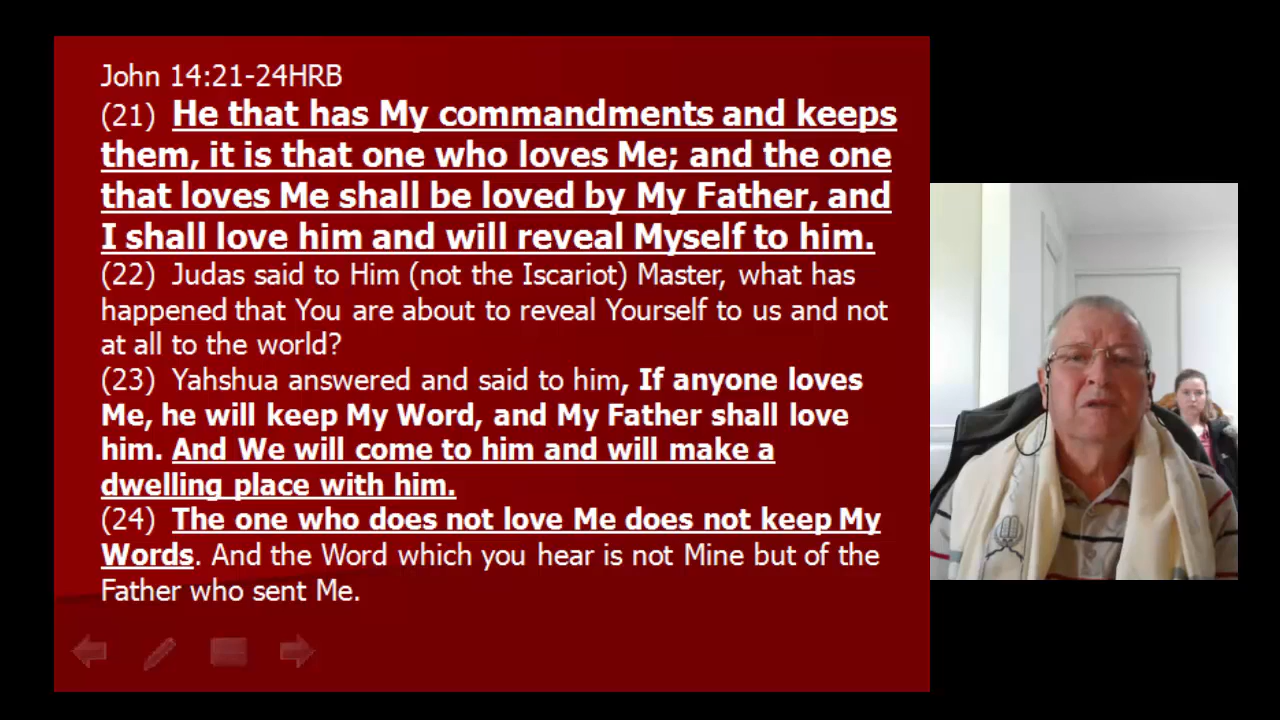 John 14:21-24HRB
(21) He that has My commandments and keeps
them, it is that one who loves Me; and the one
that loves Me shall be loved by My Father, and
I shall love him and will reveal Myself to him.
(22) Judas said to Him (not the Iscariot) Master, what has
happened that You are about to reveal Yourself to us and not
at all to the world?
(23) Yahshua answered and said to him, If anyone loves
Me, he will keep My Word, and My Father shall love
him. And We will come to him and will make a
dwelling place with him.
(24) The one who does not love Me does not keep My
Words. And the Word which you hear is not Mine but of the
Father who sent Me.